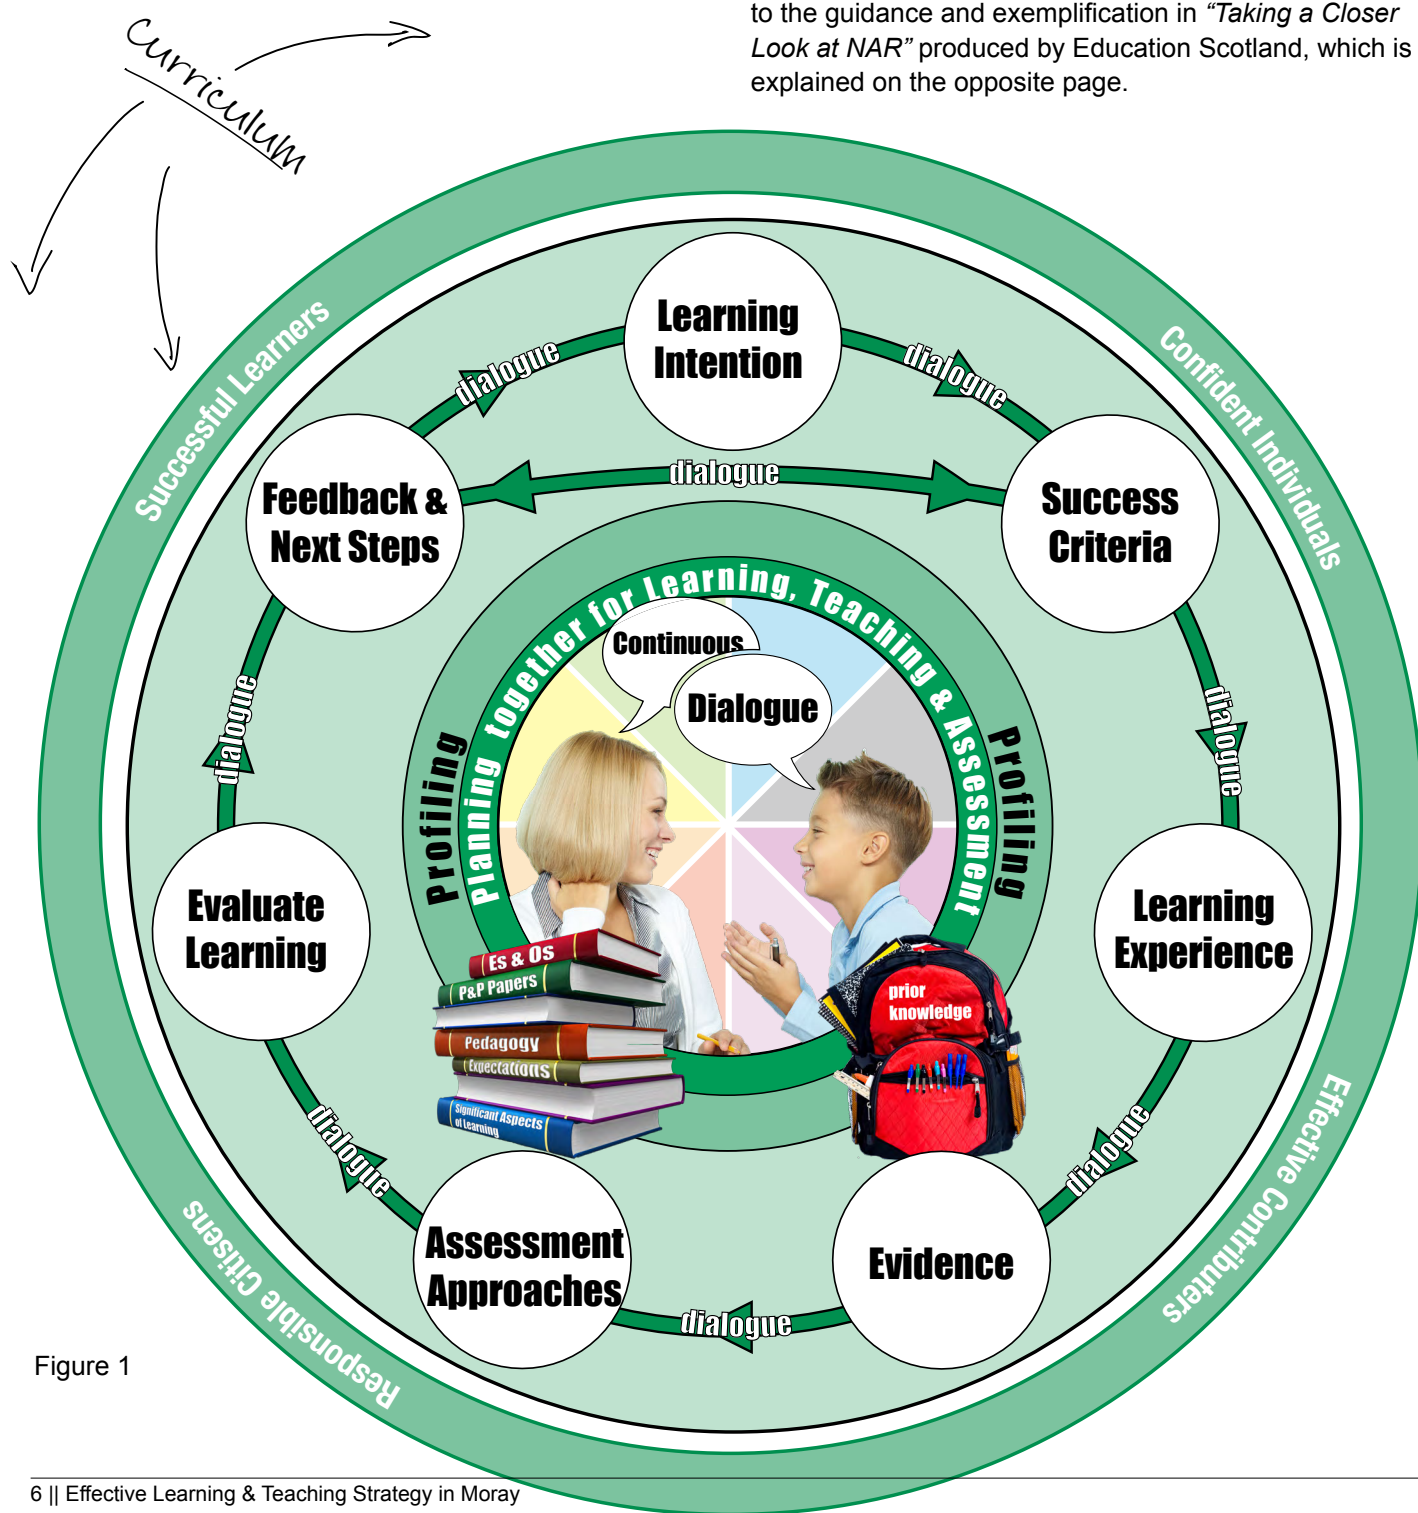 to the guidance and exemplification in “Taking a Closer
Look at NAR” produced by Education Scotland, which is
explained on the opposite page.
Curriculum
Successful Learners
Confident Individuals
Effective Contributers
Responsible Citisens
Learning
Intention
dialogue
dialogue
dialogue
Feedback &
Next Steps
Success
Criteria
dialogue
dialogue
Planning together for Learning, Teaching & Assessment
Profiling
Profiling
Continuous
Dialogue
Evaluate
Learning
Learning
Experience
Es & Os
P&P Papers
Pedagogy
Expectations
Significant Aspects
of Learning
prior
knowledge
dialogue
dialogue
Assessment
Approaches
Evidence
dialogue
Figure 1
6 || Effective Learning & Teaching Strategy in Moray